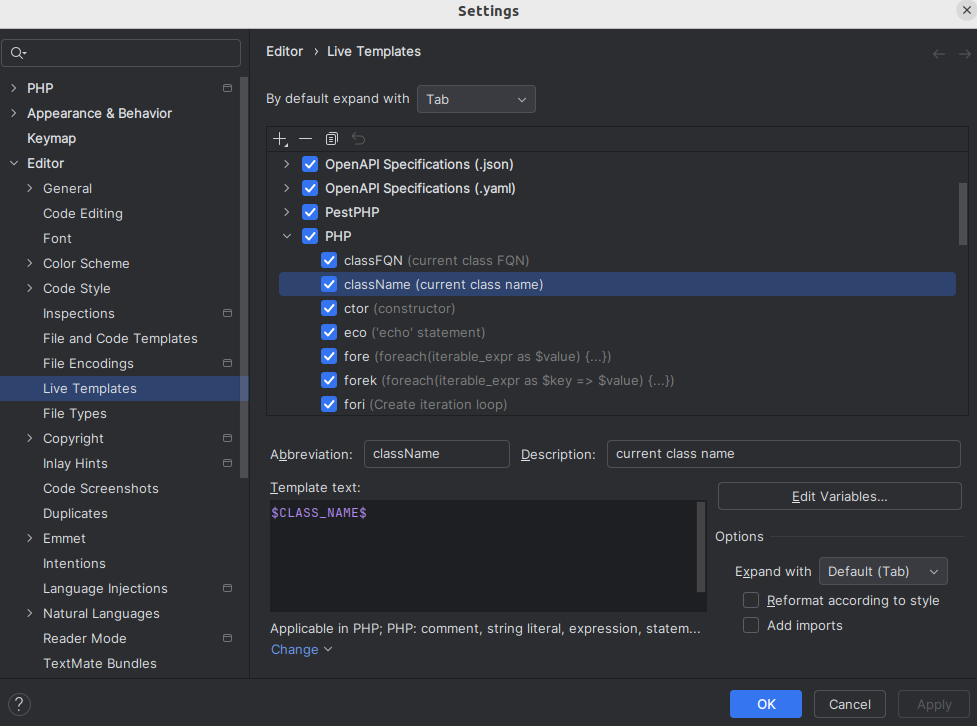 Settings
Editor › Live Templates
By default expand with Tab
PHP
Appearance & Behavior
Keymap
Editor
General
Code Editing
Font
Color Scheme
Code Style
Inspections
File and Code Templates
File Encodings
Live Templates
File Types
Copyright
Inlay Hints
Code Screenshots
Duplicates
Emmet
Intentions
Language Injections
Natural Languages
Reader Mode
TextMate Bundles
OpenAPI Specifications (.json)
OpenAPI Specifications (.yaml)
PestPHP
PHP
classFQN (current class FQN)
className (current class name)
ctor (constructor)
eco ('echo' statement)
fore (foreach(iterable_expr as $value) {...})
forek (foreach(iterable_expr as $key => $value) {...})
fori (Create iteration loop)
Abbreviation: className Description: current class name
Template text:
$CLASS_NAME$
Edit Variables...
Options
Expand with Default (Tab)
Reformat according to style
Add imports
Applicable in PHP; PHP: comment, string literal, expression, statem...
Change
? OK Cancel Apply